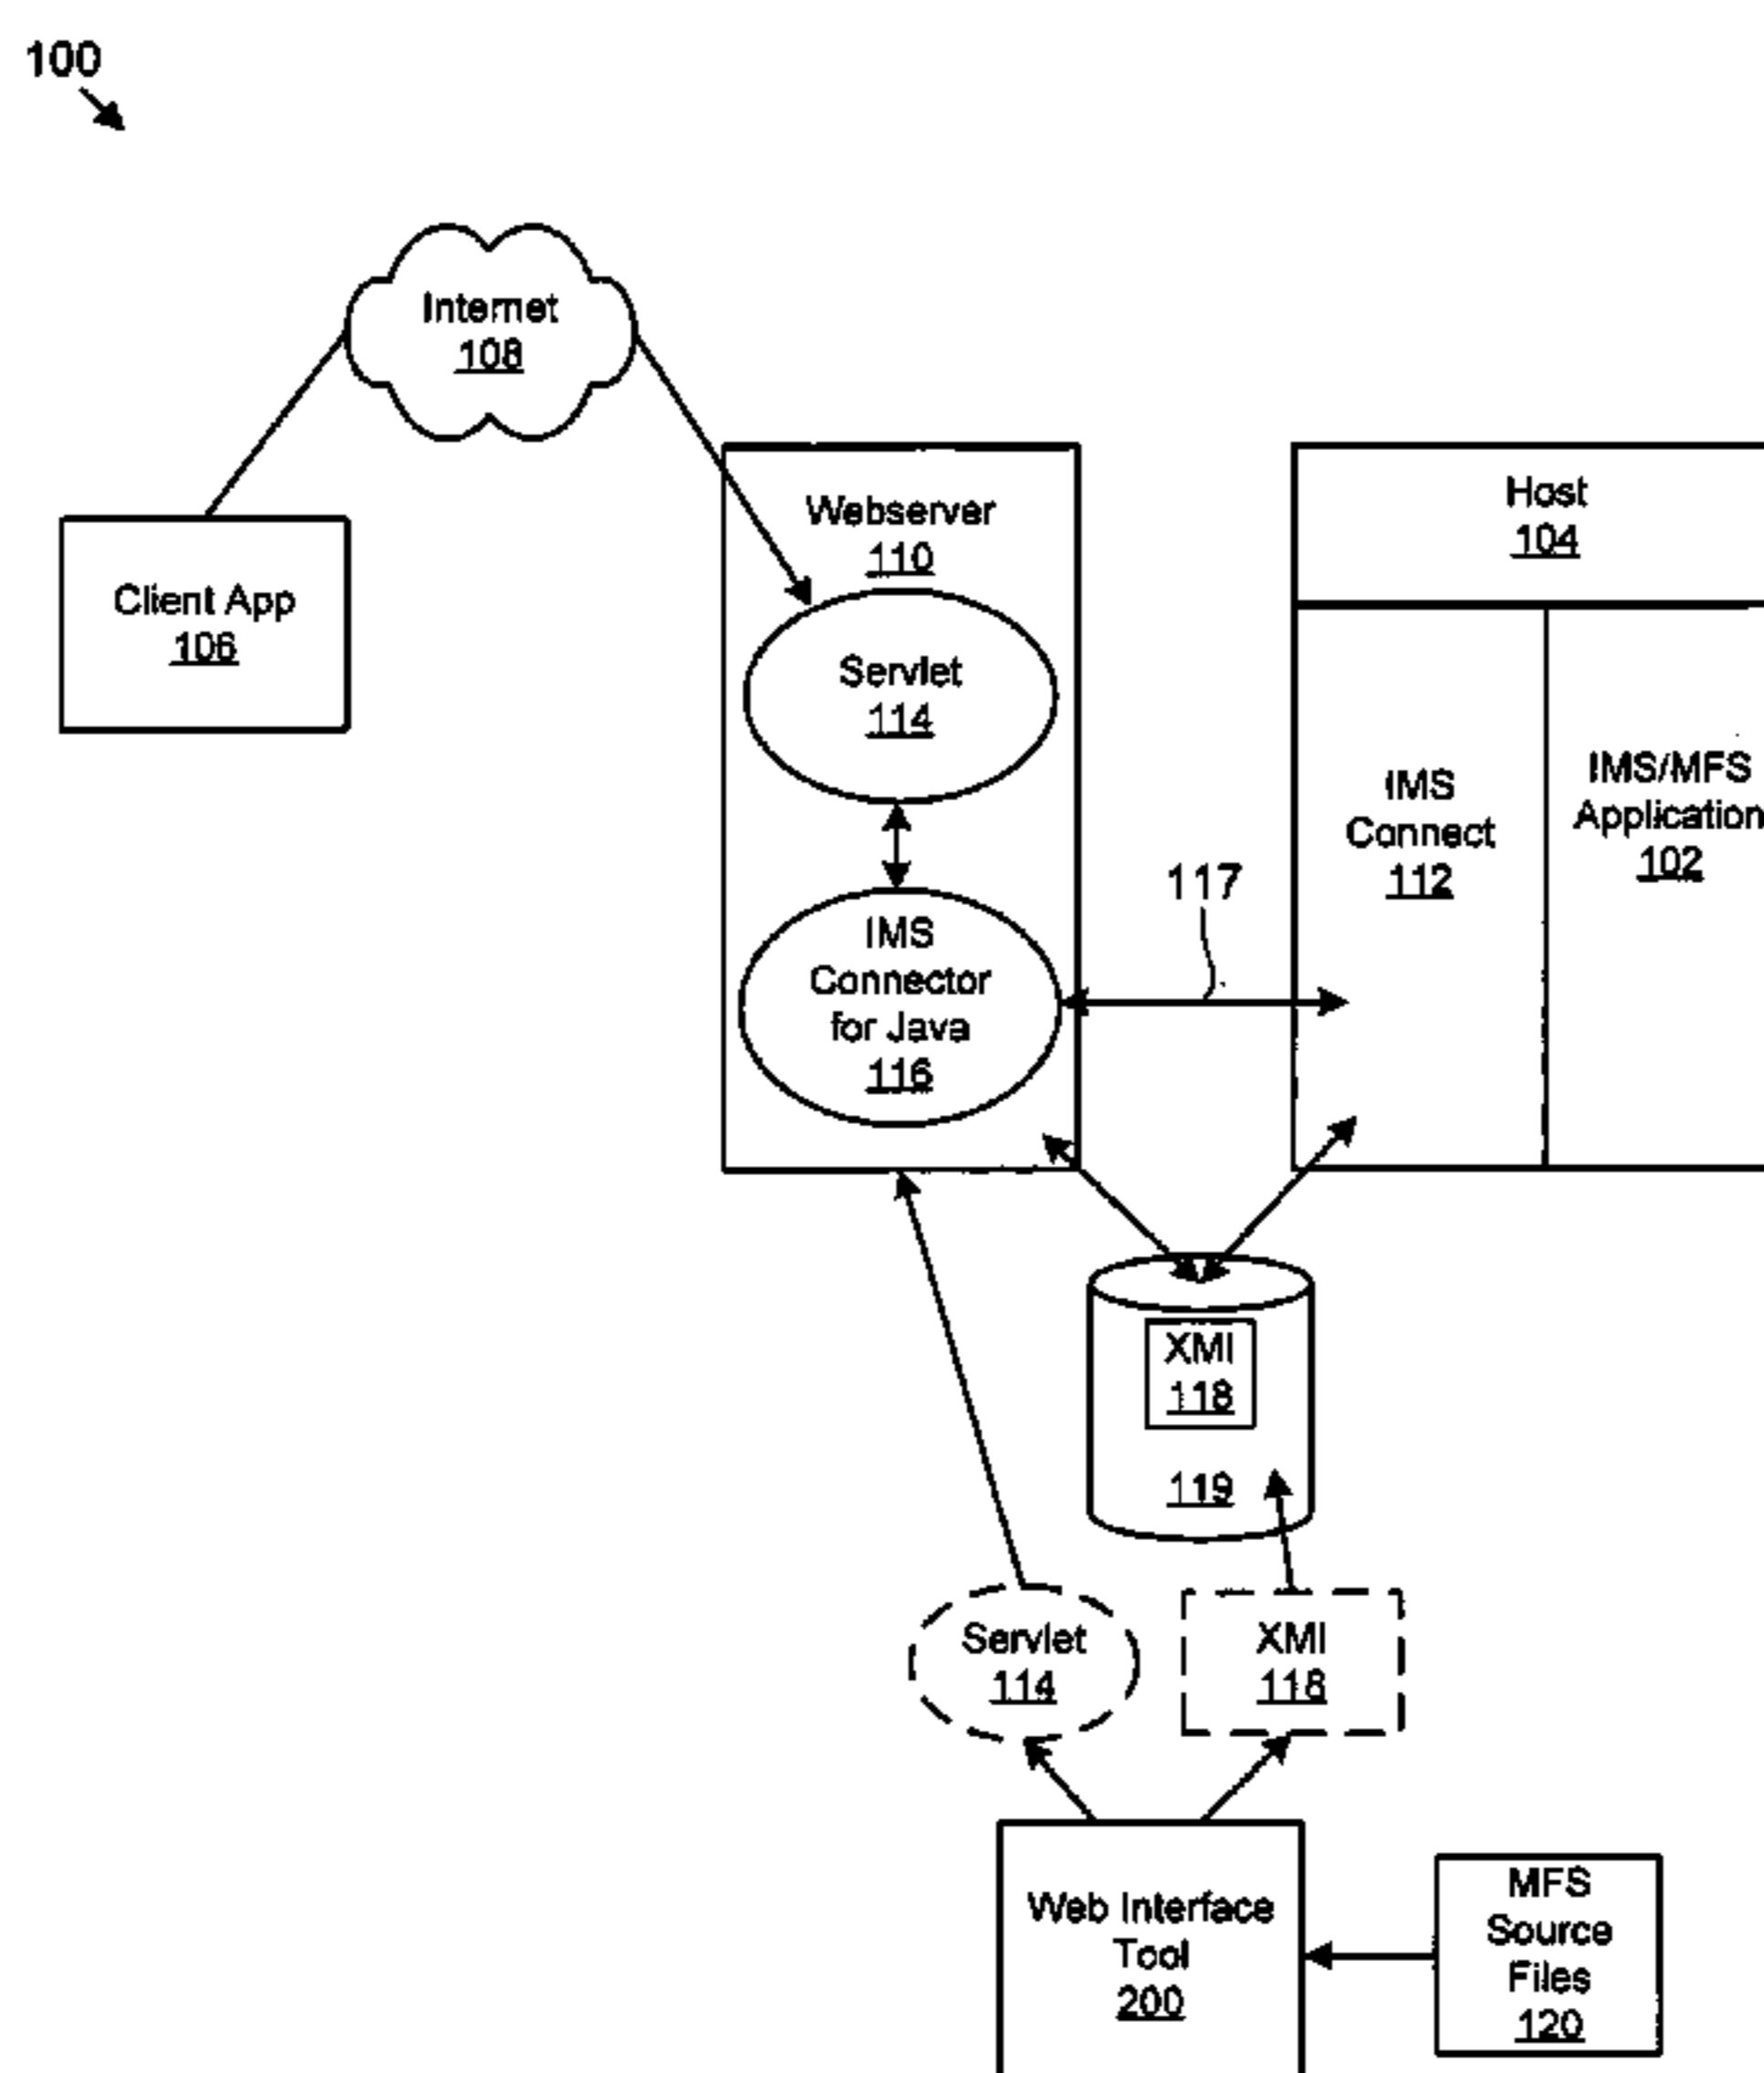 100
Internet
108
Client App
106
Webserver
110
Servlet
114
IMS
Connector
for Java
116
117
Host
104
IMS
Connect
112
IMS/MFS
Application
102
XMI
118
119
Servlet
114
XMI
118
Web Interface
Tool
200
MFS
Source
Files
120